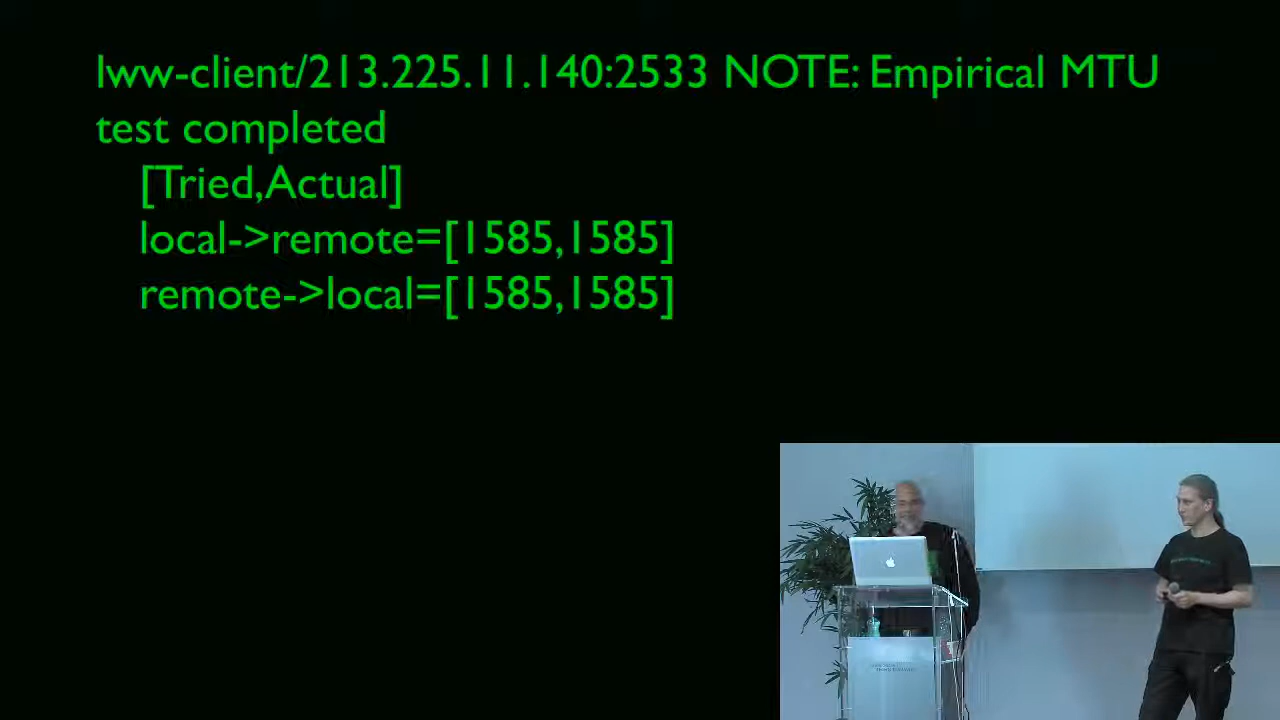 lww-client/213.225.11.140:2533 NOTE: Empirical MTU
test completed
[Tried,Actual]
local->remote=[1585,1585]
remote->local=[1585,1585]